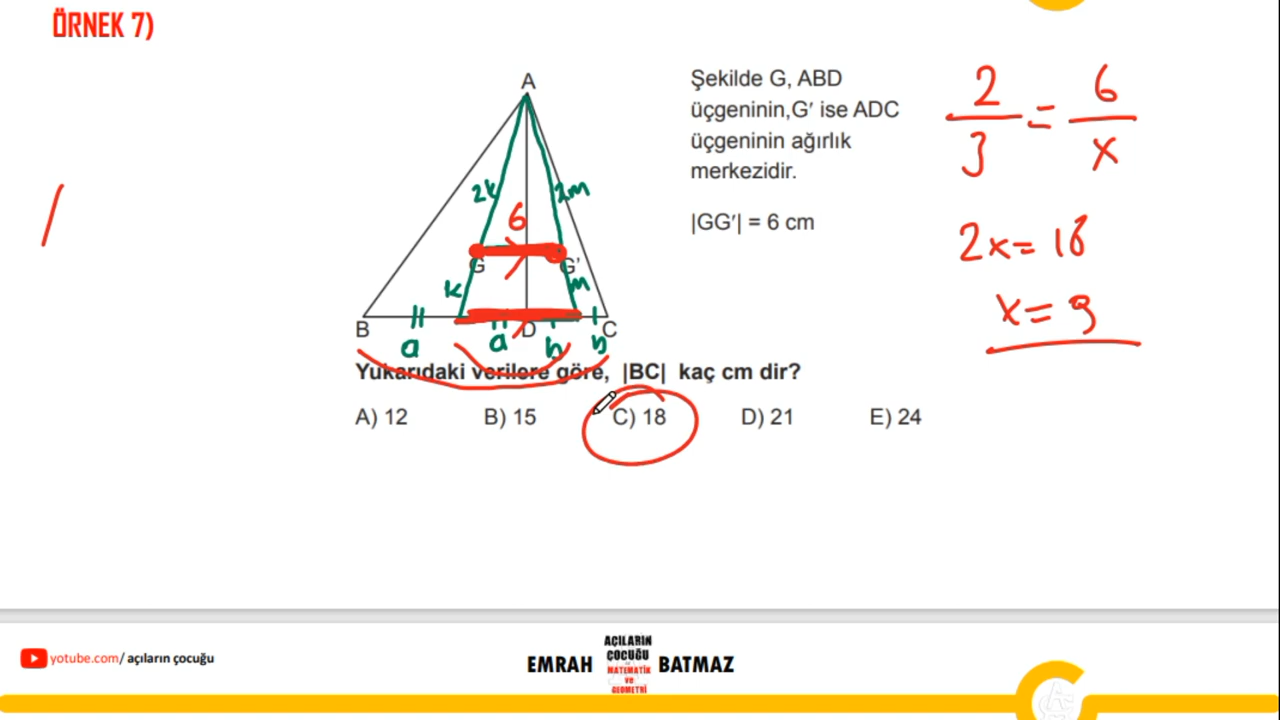 ÖRNEK 7)
A
2k
2m
6
G
G'
k
m
B
D
C
a
a
b
b
Şekilde G, ABD
üçgeninin,G' ise ADC
üçgeninin ağırlık
merkezidir.
|GG'| = 6 cm
2/3 = 6/x
2x = 18
x = 9
Yukarıdaki verilere göre, |BC| kaç cm dir?
A) 12 B) 15 C) 18 D) 21 E) 24
yotube.com/ açıların çocuğu
EMRAH BATMAZ
AÇILARIN
ÇOCUĞU
MATEMATİK
ve
GEOMETRİ